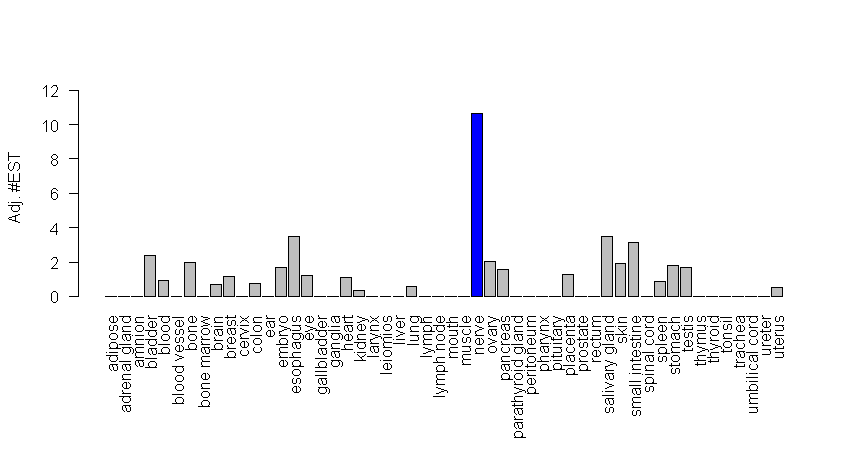 12
10
8
6
4
2
0
Adj. #EST
adipose
adrenal gland
amnion
bladder
blood
blood vessel
bone
bone marrow
brain
breast
cervix
colon
ear
embryo
esophagus
eye
gallbladder
ganglia
heart
kidney
larynx
leiomios
liver
lung
lymph
lymph node
mouth
muscle
nerve
ovary
pancreas
parathyroid gland
peritoneum
pharynx
pituitary
placenta
prostate
rectum
salivary gland
skin
small intestine
spinal cord
spleen
stomach
testis
thymus
thyroid
tonsil
trachea
umbilical cord
ureter
uterus